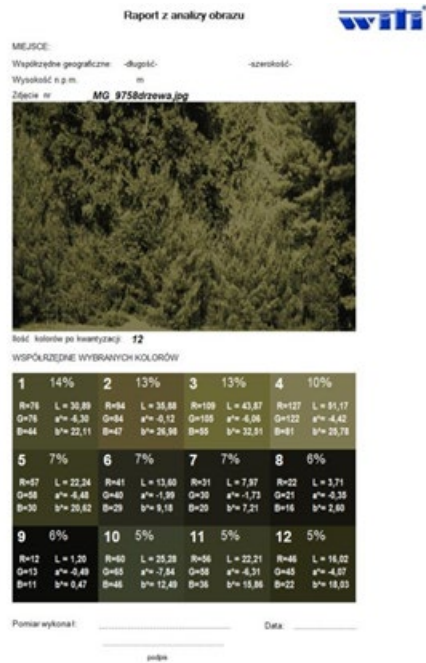 Raport z analizy obrazu
witi
MIEJSCE:
Współrzędne geograficzne: -długość- -szerokość-
Wysokość n.p.m. m
Zdjęcie nr MG_9758drzewa.jpg
Ilość kolorów po kwantyzacji: 12
WSPÓŁRZĘDNE WYBRANYCH KOLORÓW
1 14% 2 13% 3 13% 4 10%
R=76 L = 30,89 R=94 L = 35,88 R=109 L = 43,87 R=127 L = 51,17
G=76 a*= -6,30 G=84 a*= -0,12 G=105 a*= -6,06 G=122 a*= -4,42
B=44 b*= 22,11 B=47 b*= 26,98 B=55 b*= 32,51 B=81 b*= 25,78
5 7% 6 7% 7 7% 8 6%
R=57 L = 22,24 R=41 L = 13,60 R=31 L = 7,97 R=22 L = 3,71
G=58 a*= -6,48 G=40 a*= -1,99 G=30 a*= -1,73 G=21 a*= -0,35
B=30 b*= 20,62 B=29 b*= 9,18 B=20 b*= 7,21 B=16 b*= 2,60
9 6% 10 5% 11 5% 12 5%
R=12 L = 1,20 R=60 L = 25,28 R=56 L = 22,21 R=46 L = 16,02
G=13 a*= -0,49 G=65 a*= -7,84 G=58 a*= -6,31 G=45 a*= -4,07
B=11 b*= 0,47 B=46 b*= 12,49 B=36 b*= 15,86 B=22 b*= 18,03
Pomiar wykonał: Data:
podpis